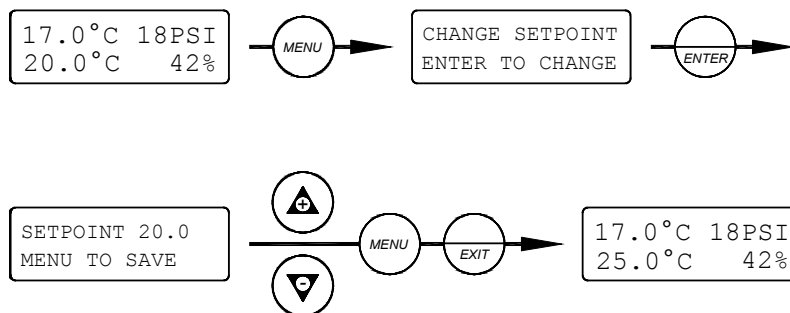 17.0°C 18PSI
20.0°C 42%
MENU
CHANGE SETPOINT
ENTER TO CHANGE
ENTER
SETPOINT 20.0
MENU TO SAVE
+
-
MENU
EXIT
17.0°C 18PSI
25.0°C 42%